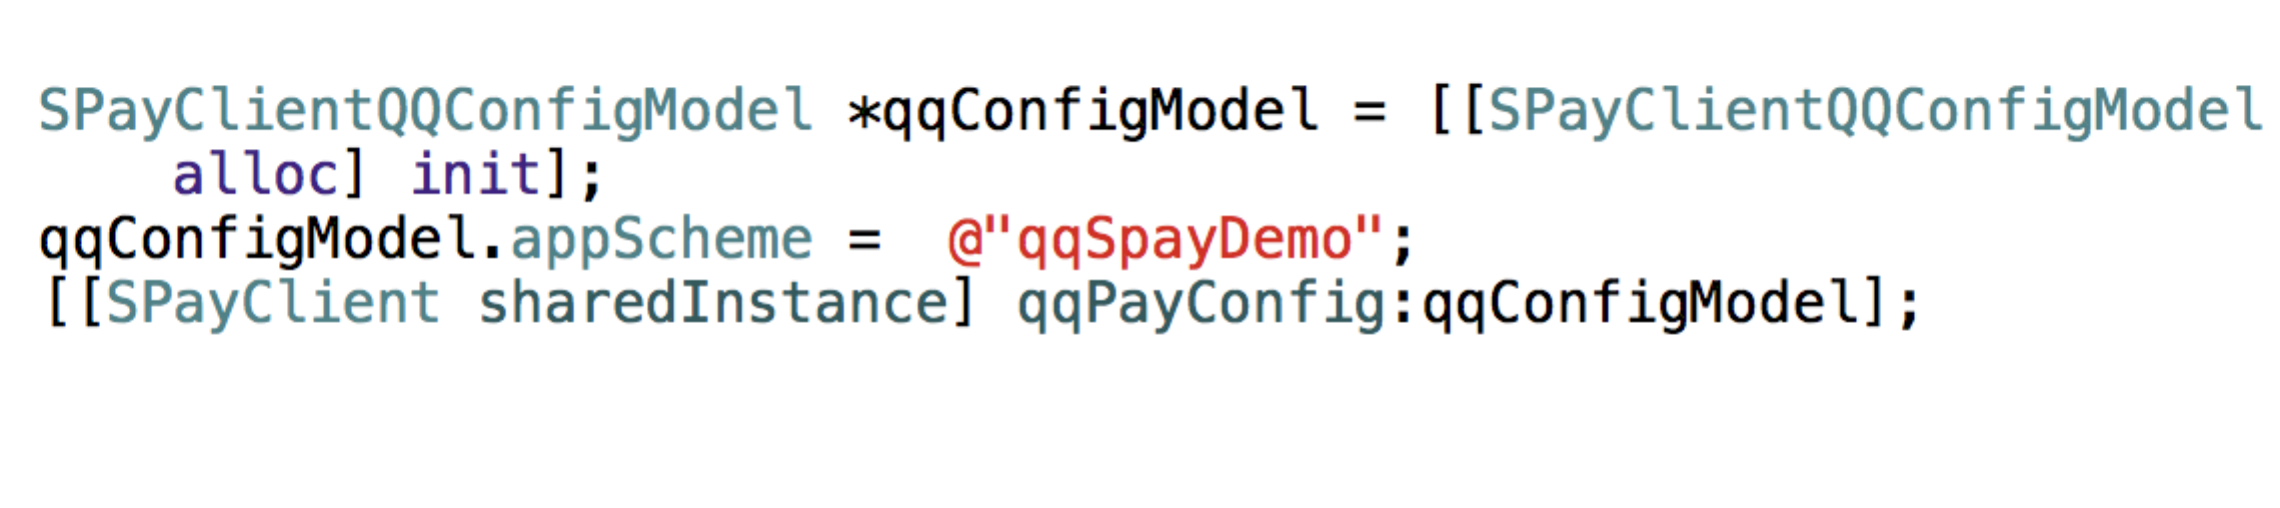 SPayClientQQConfigModel *qqConfigModel = [[SPayClientQQConfigModel
    alloc] init];
qqConfigModel.appScheme =  @"qqSpayDemo";
[[SPayClient sharedInstance] qqPayConfig:qqConfigModel];